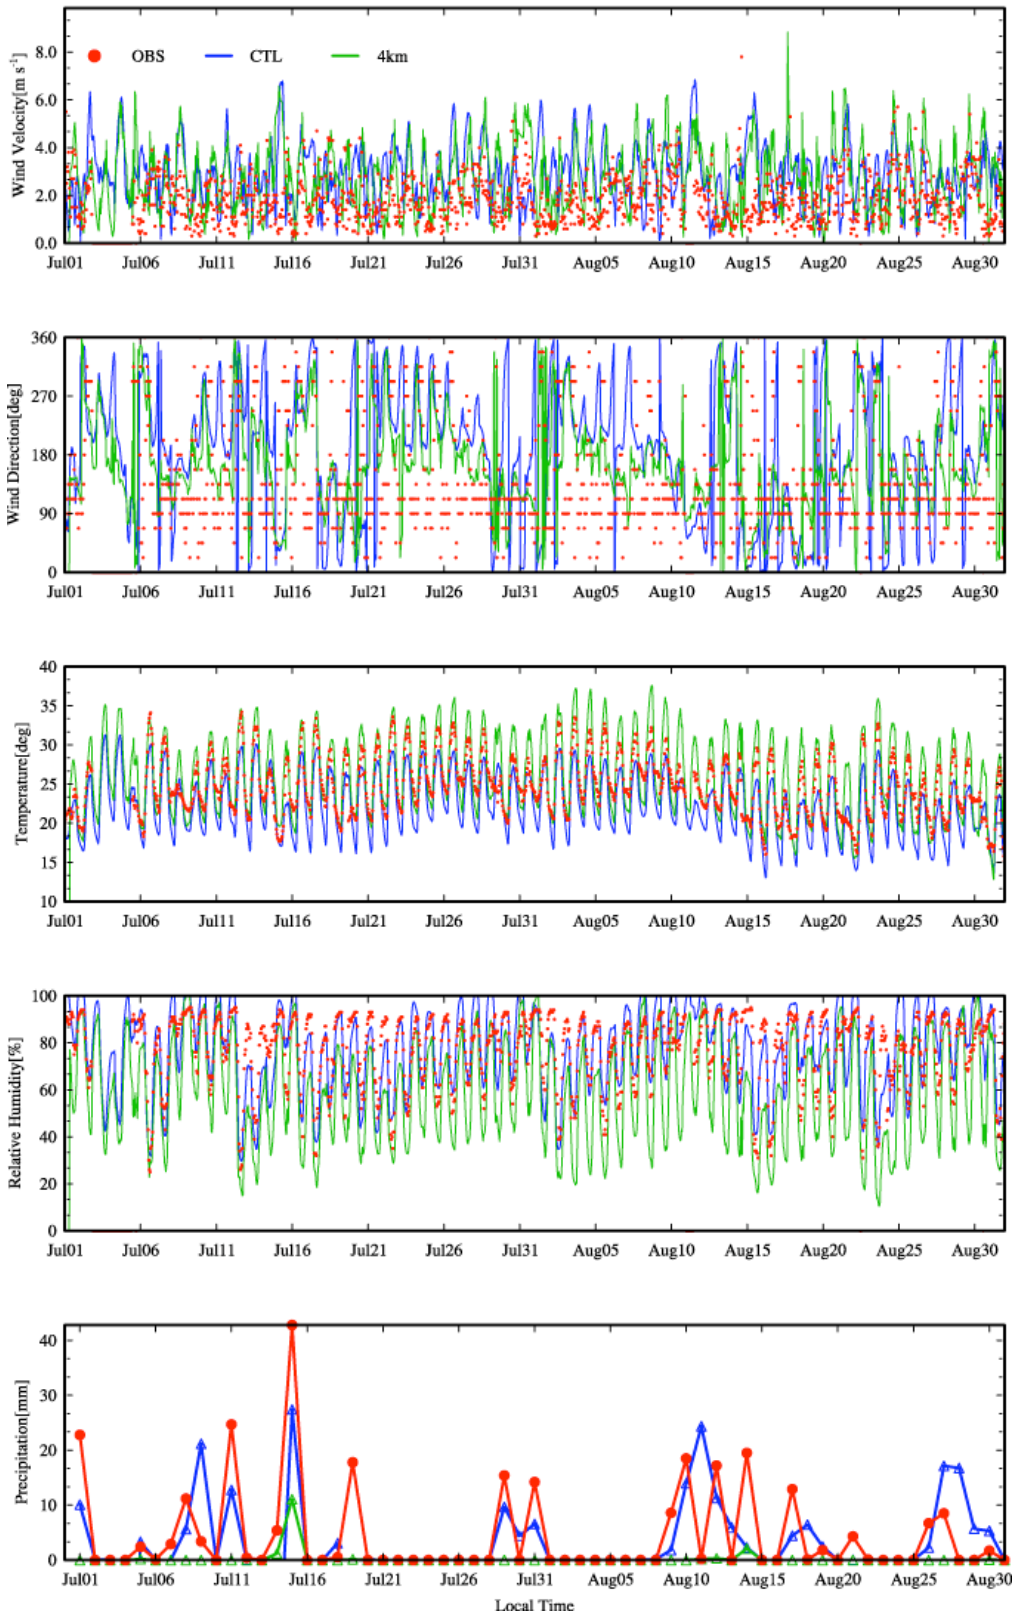 Wind Velocity[m s⁻¹]
8.0
6.0
4.0
2.0
0.0
OBS CTL 4km
Jul01 Jul06 Jul11 Jul16 Jul21 Jul26 Jul31 Aug05 Aug10 Aug15 Aug20 Aug25 Aug30
Wind Direction[deg]
360
270
180
90
0
Jul01 Jul06 Jul11 Jul16 Jul21 Jul26 Jul31 Aug05 Aug10 Aug15 Aug20 Aug25 Aug30
Temperature[deg]
40
35
30
25
20
15
10
Jul01 Jul06 Jul11 Jul16 Jul21 Jul26 Jul31 Aug05 Aug10 Aug15 Aug20 Aug25 Aug30
Relative Humidity[%]
100
80
60
40
20
0
Jul01 Jul06 Jul11 Jul16 Jul21 Jul26 Jul31 Aug05 Aug10 Aug15 Aug20 Aug25 Aug30
Precipitation[mm]
40
30
20
10
0
Jul01 Jul06 Jul11 Jul16 Jul21 Jul26 Jul31 Aug05 Aug10 Aug15 Aug20 Aug25 Aug30
Local Time